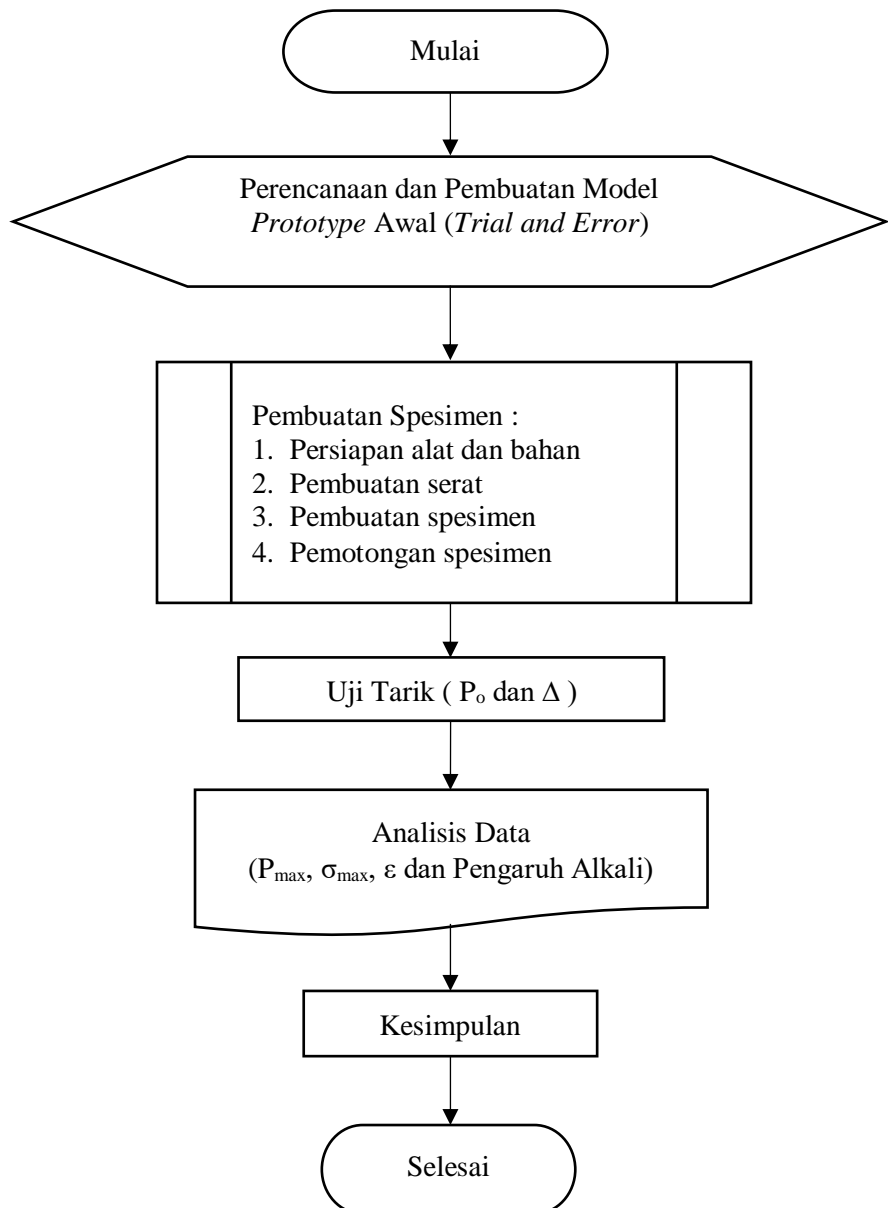 Mulai
Perencanaan dan Pembuatan Model
Prototype Awal (Trial and Error)
Pembuatan Spesimen :
1. Persiapan alat dan bahan
2. Pembuatan serat
3. Pembuatan spesimen
4. Pemotongan spesimen
Uji Tarik ( Pₒ dan Δ )
Analisis Data
(Pₘₐₓ, σₘₐₓ, ε dan Pengaruh Alkali)
Kesimpulan
Selesai